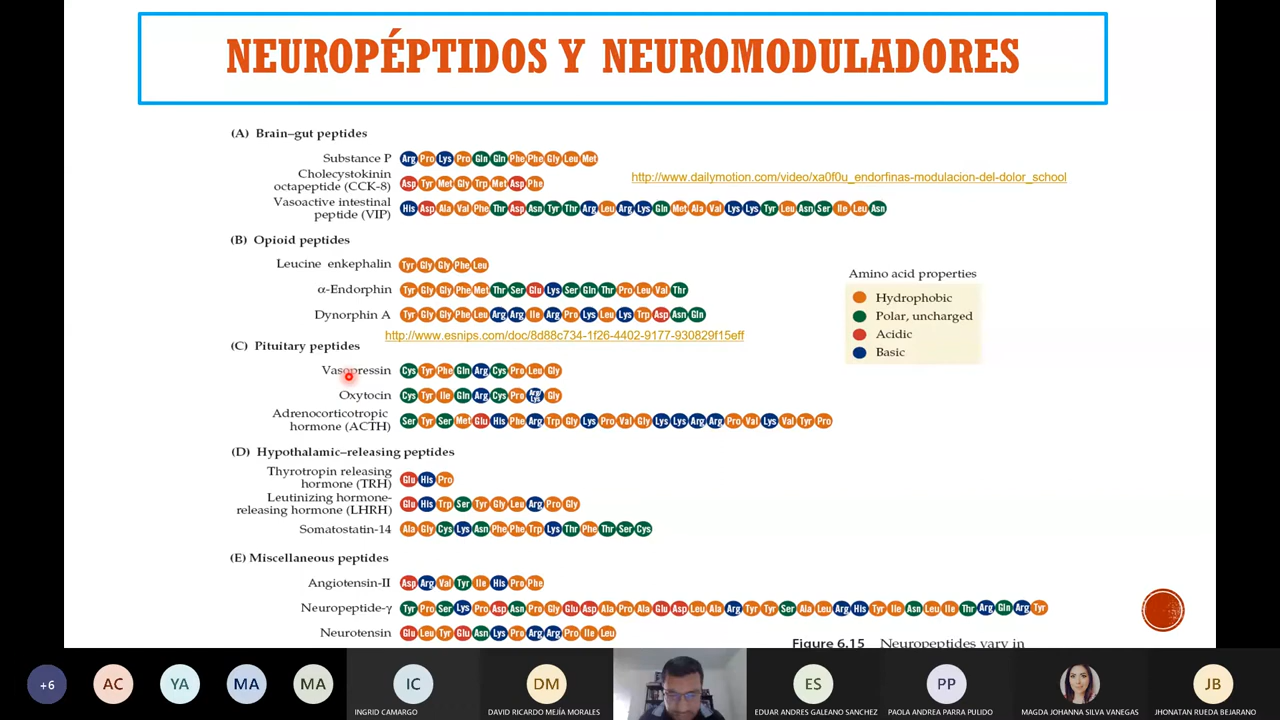 NEUROPÉPTIDOS Y NEUROMODULADORES
(A) Brain–gut peptides
Substance P Arg Pro Lys Pro Gln Gln Phe Phe Gly Leu Met
Cholecystokinin
octapeptide (CCK-8) Asp Tyr Met Gly Trp Met Asp Phe
http://www.dailymotion.com/video/xa0f0u_endorfinas-modulacion-del-dolor_school
Vasoactive intestinal
peptide (VIP) His Asp Ala Val Phe Thr Asp Asn Tyr Thr Arg Leu Arg Lys Gln Met Ala Val Lys Lys Tyr Leu Asn Ser Ile Leu Asn
(B) Opioid peptides
Leucine enkephalin Tyr Gly Gly Phe Leu
α-Endorphin Tyr Gly Gly Phe Met Thr Ser Glu Lys Ser Gln Thr Pro Leu Val Thr
Dynorphin A Tyr Gly Gly Phe Leu Arg Arg Ile Arg Pro Lys Leu Lys Trp Asp Asn Gln
http://www.esnips.com/doc/8d88c734-1f26-4402-9177-930829f15eff
Amino acid properties
Hydrophobic
Polar, uncharged
Acidic
Basic
(C) Pituitary peptides
Vasopressin Cys Tyr Phe Gln Arg Cys Pro Leu Gly
Oxytocin Cys Tyr Ile Gln Arg Cys Pro Arg/Lys Gly
Adrenocorticotropic
hormone (ACTH) Ser Tyr Ser Met Glu His Phe Arg Trp Gly Lys Pro Val Gly Lys Lys Arg Arg Pro Val Lys Val Tyr Pro
(D) Hypothalamic–releasing peptides
Thyrotropin releasing
hormone (TRH) Glu His Pro
Leutinizing hormone-
releasing hormone (LHRH) Glu His Trp Ser Tyr Gly Leu Arg Pro Gly
Somatostatin-14 Ala Gly Cys Lys Asn Phe Phe Trp Lys Thr Phe Thr Ser Cys
(E) Miscellaneous peptides
Angiotensin-II Asp Arg Val Tyr Ile His Pro Phe
Neuropeptide-γ Tyr Pro Ser Lys Pro Asp Asn Pro Gly Glu Asp Ala Pro Ala Glu Asp Leu Ala Arg Tyr Tyr Ser Ala Leu Arg His Tyr Ile Asn Leu Ile Thr Arg Gln Arg Tyr
Neurotensin Glu Leu Tyr Glu Asn Lys Pro Arg Arg Pro Ile Leu
Figure 6.15 Neuropeptides vary in
+6 AC YA MA MA IC DM ES PP JB
INGRID CAMARGO
DAVID RICARDO MEJÍA MORALES
EDUAR ANDRES GALEANO SANCHEZ
PAOLA ANDREA PARRA PULIDO
MAGDA JOHANNA SILVA VANEGAS
JHONATAN RUEDA BEJARANO